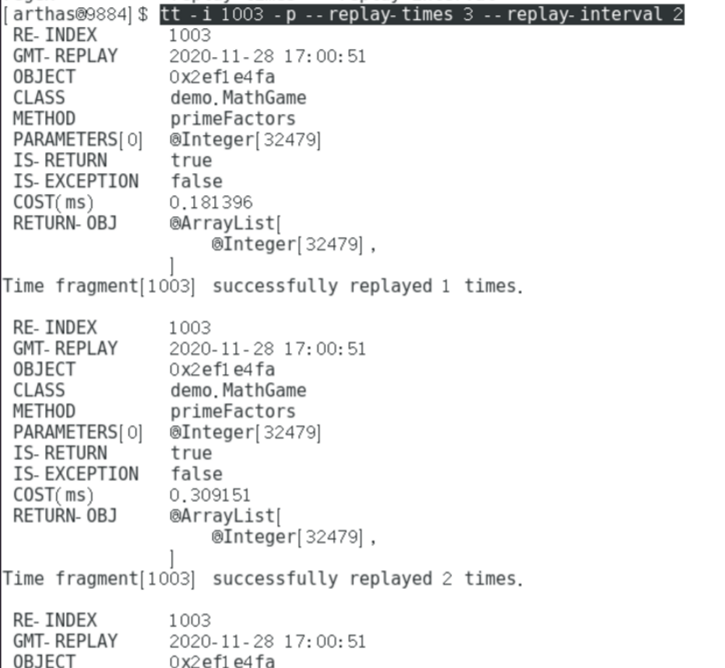 [arthas@9884]$ tt -i 1003 -p --replay-times 3 --replay-interval 2
RE-INDEX 1003
GMT-REPLAY 2020-11-28 17:00:51
OBJECT 0x2ef1e4fa
CLASS demo.MathGame
METHOD primeFactors
PARAMETERS[0] @Integer[32479]
IS-RETURN true
IS-EXCEPTION false
COST(ms) 0.181396
RETURN-OBJ @ArrayList[
@Integer[32479],
]
Time fragment[1003] successfully replayed 1 times.
RE-INDEX 1003
GMT-REPLAY 2020-11-28 17:00:51
OBJECT 0x2ef1e4fa
CLASS demo.MathGame
METHOD primeFactors
PARAMETERS[0] @Integer[32479]
IS-RETURN true
IS-EXCEPTION false
COST(ms) 0.309151
RETURN-OBJ @ArrayList[
@Integer[32479],
]
Time fragment[1003] successfully replayed 2 times.
RE-INDEX 1003
GMT-REPLAY 2020-11-28 17:00:51
OBJECT 0x2ef1e4fa